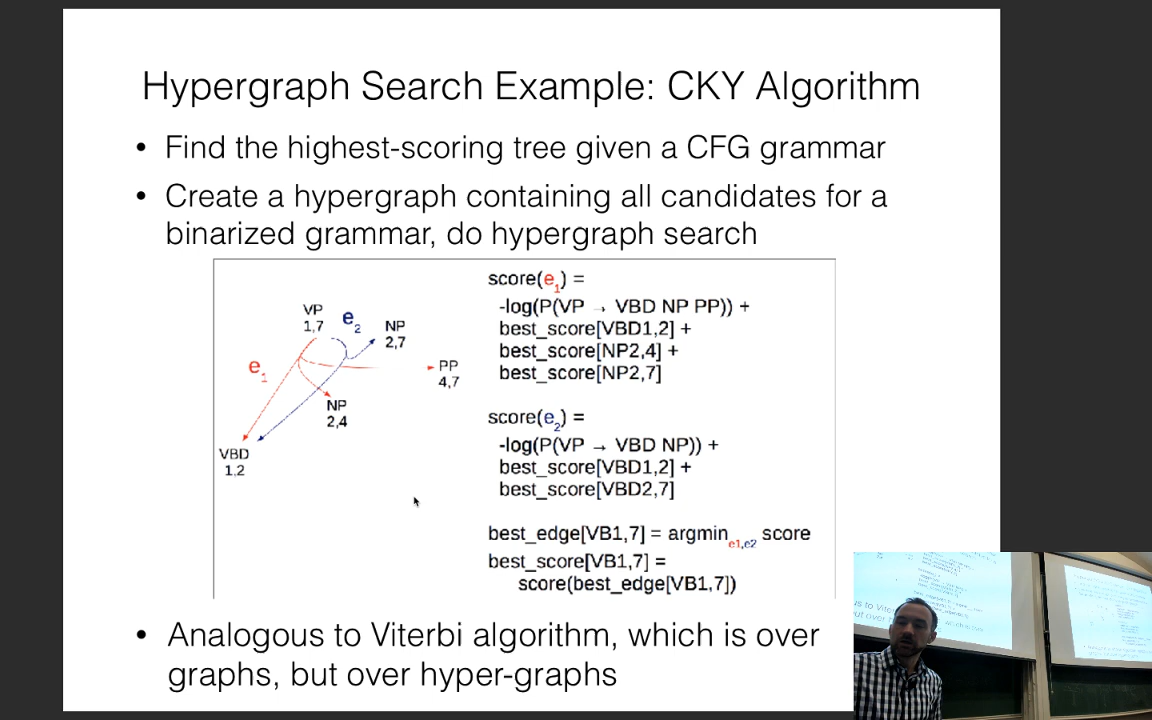 Hypergraph Search Example: CKY Algorithm
• Find the highest-scoring tree given a CFG grammar
• Create a hypergraph containing all candidates for a
binarized grammar, do hypergraph search
VP
1,7
e2
NP
2,7
e1
PP
4,7
NP
2,4
VBD
1,2
score(e1) =
-log(P(VP → VBD NP PP)) +
best_score[VBD1,2] +
best_score[NP2,4] +
best_score[NP2,7]
score(e2) =
-log(P(VP → VBD NP)) +
best_score[VBD1,2] +
best_score[VBD2,7]
best_edge[VB1,7] = argmin e1,e2 score
best_score[VB1,7] =
score(best_edge[VB1,7])
• Analogous to Viterbi algorithm, which is over
graphs, but over hyper-graphs